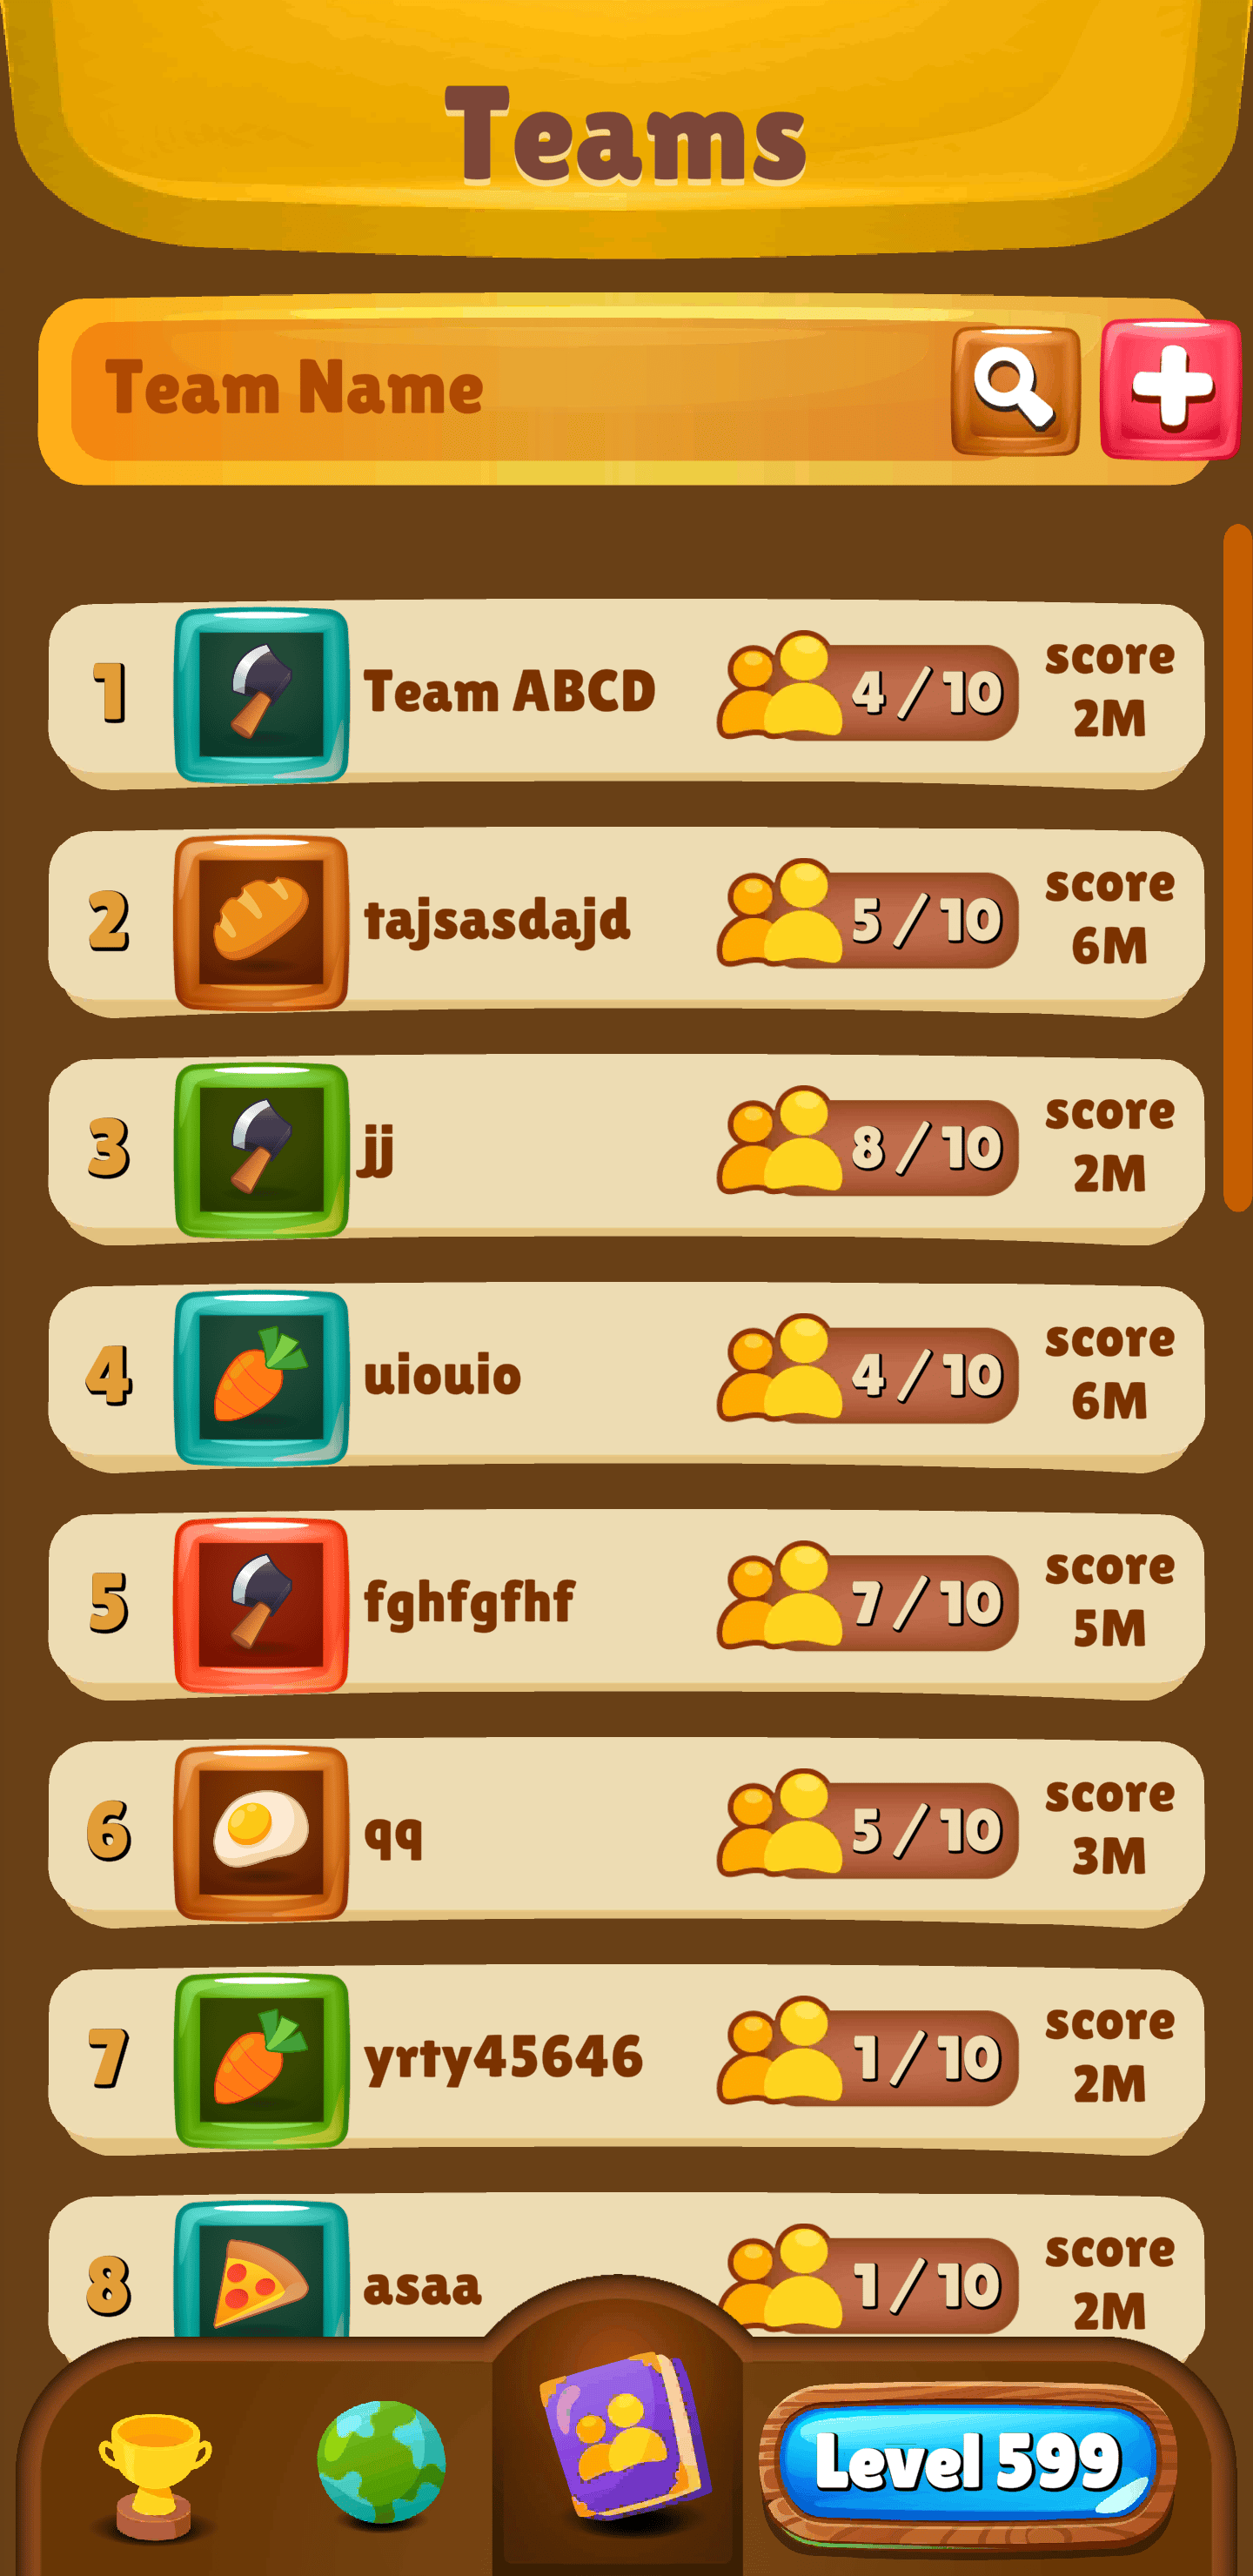 Teams
Team Name
1 Team ABCD 4/10 score 2M
2 tajsasdajd 5/10 score 6M
3 jj 8/10 score 2M
4 uiouio 4/10 score 6M
5 fghfgfhf 7/10 score 5M
6 qq 5/10 score 3M
7 yrty45646 1/10 score 2M
8 asaa 1/10 score 2M
Level 599